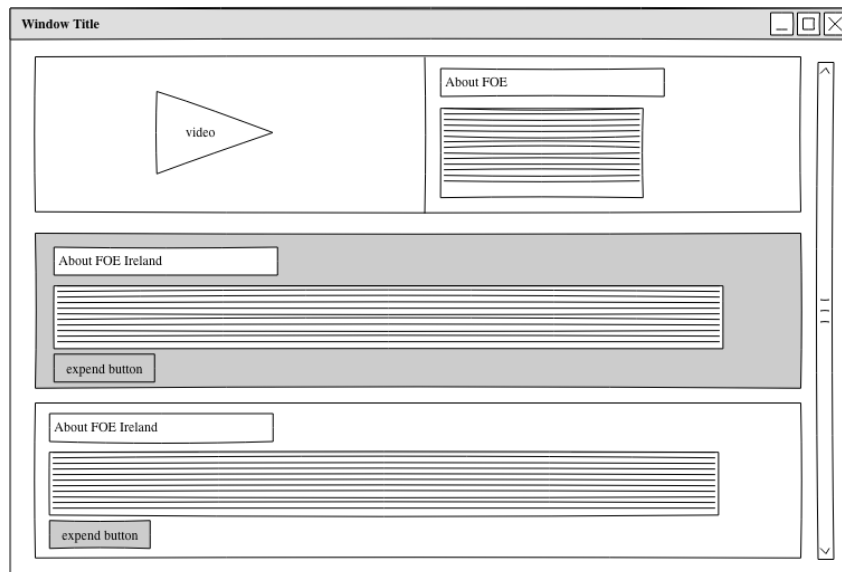 Window Title
video
About FOE
About FOE Ireland
expend button
About FOE Ireland
expend button